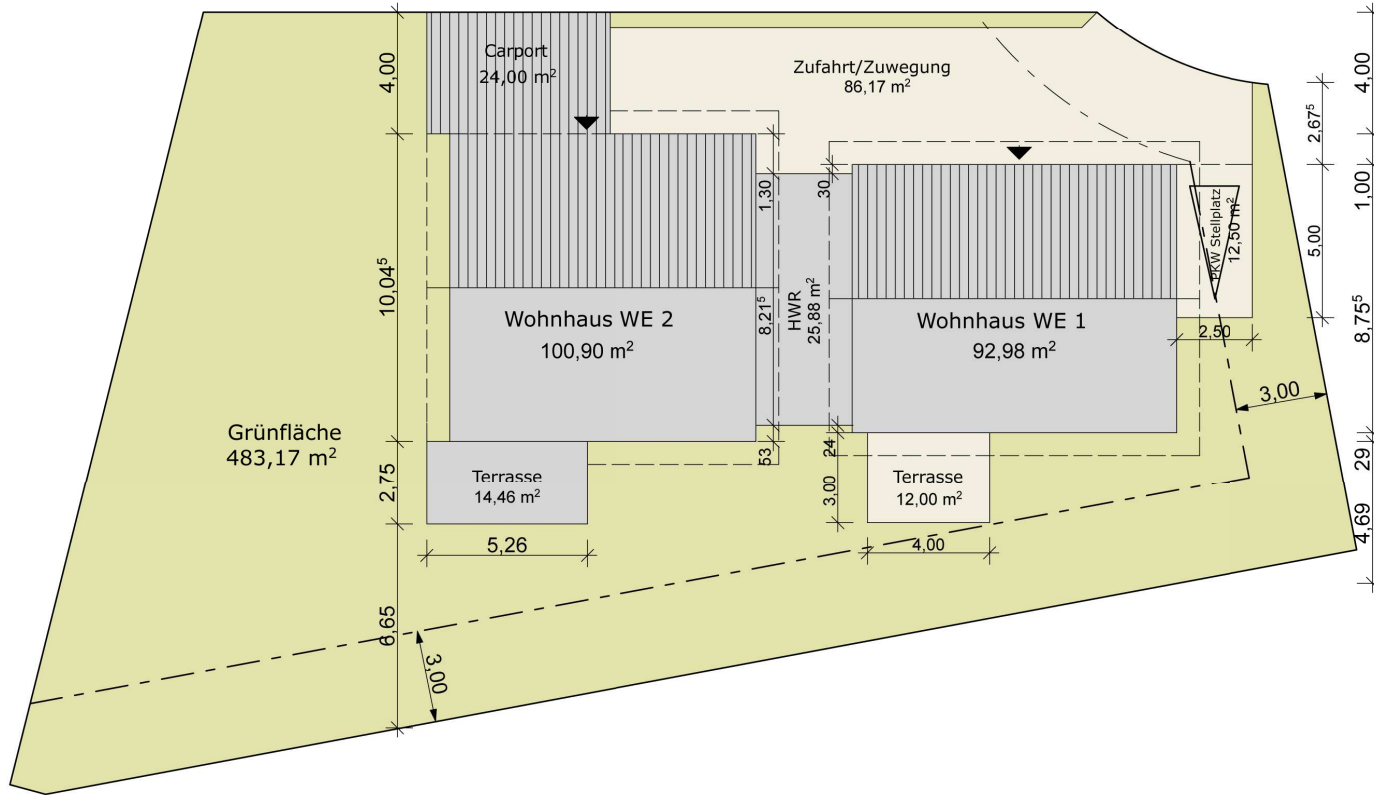 Carport
24,00 m²
Zufahrt/Zuwegung
86,17 m²
4,00
4,00
2,67⁵
1,30
30
1,00
PKW Stellplatz
12,50 m²
5,00
10,04⁵
8,21⁵
HWR
25,88 m²
Wohnhaus WE 2
100,90 m²
Wohnhaus WE 1
92,98 m²
2,50
8,75⁵
3,00
Grünfläche
483,17 m²
53
24
29
2,75
Terrasse
14,46 m²
3,00
Terrasse
12,00 m²
4,69
5,26
4,00
6,65
3,00